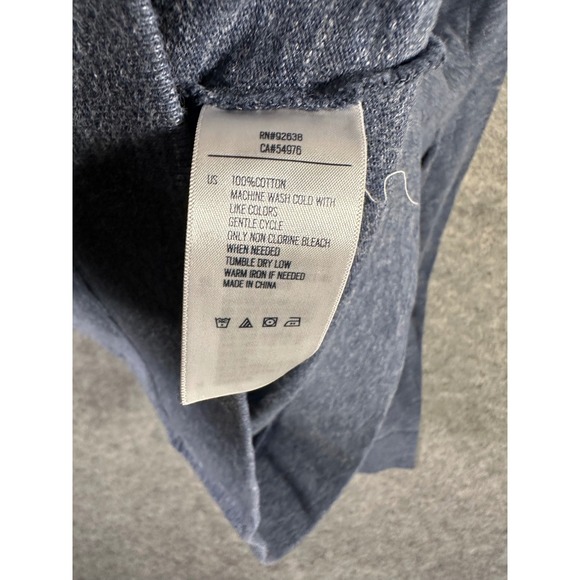 RN#92638
CA#54976
US 100%COTTON
MACHINE WASH COLD WITH
LIKE COLORS
GENTLE CYCLE
ONLY NON CLORINE BLEACH
WHEN NEEDED
TUMBLE DRY LOW
WARM IRON IF NEEDED
MADE IN CHINA